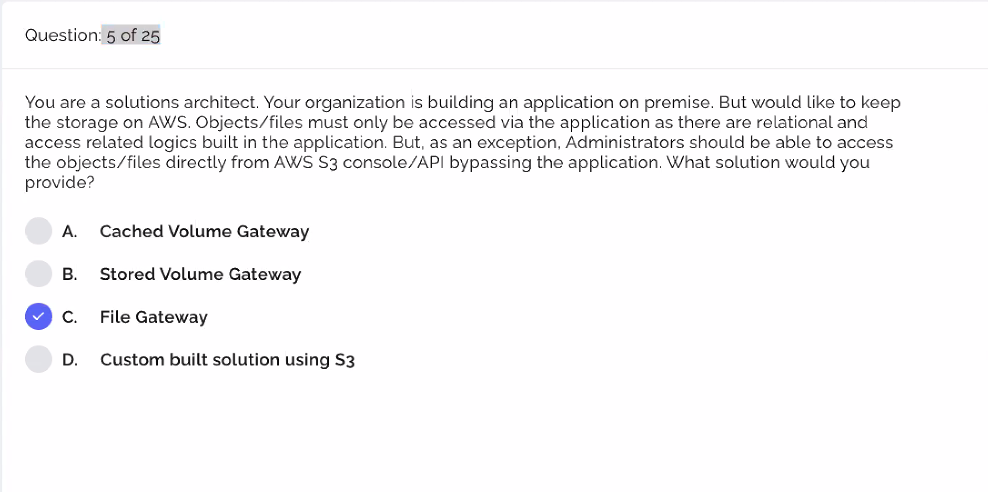 Question: 5 of 25
You are a solutions architect. Your organization is building an application on premise. But would like to keep
the storage on AWS. Objects/files must only be accessed via the application as there are relational and
access related logics built in the application. But, as an exception, Administrators should be able to access
the objects/files directly from AWS S3 console/API bypassing the application. What solution would you
provide?
A. Cached Volume Gateway
B. Stored Volume Gateway
C. File Gateway
D. Custom built solution using S3